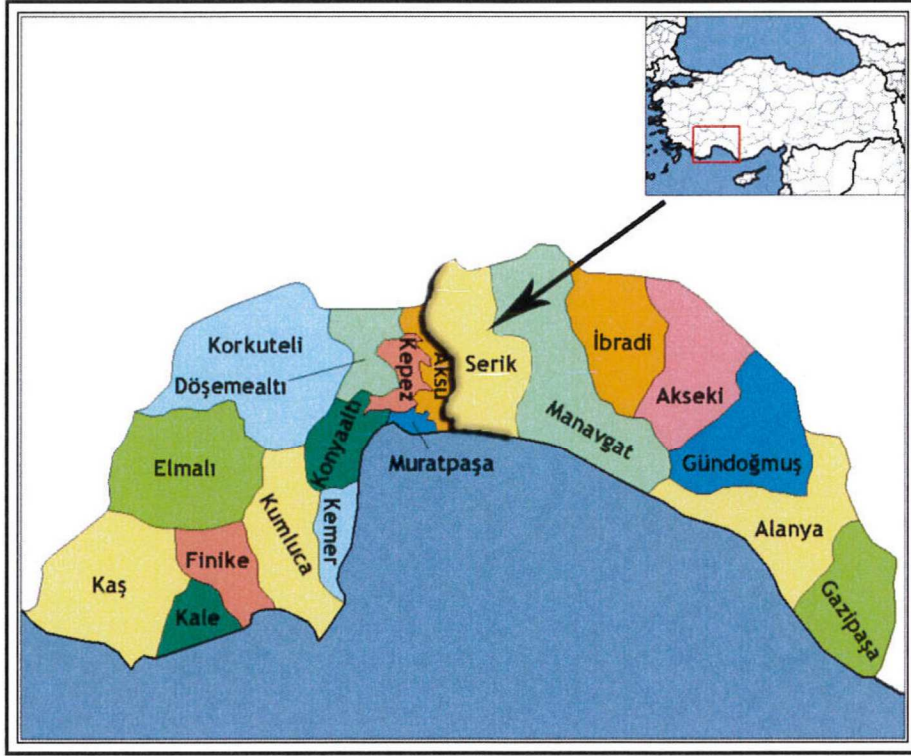 Korkuteli
Döşemealtı
Kepez
Aksu
Serik
İbradi
Akseki
Manavgat
Gündoğmuş
Konyaaltı
Muratpaşa
Elmalı
Kumluca
Kemer
Alanya
Finike
Kaş
Kale
Gazipaşa